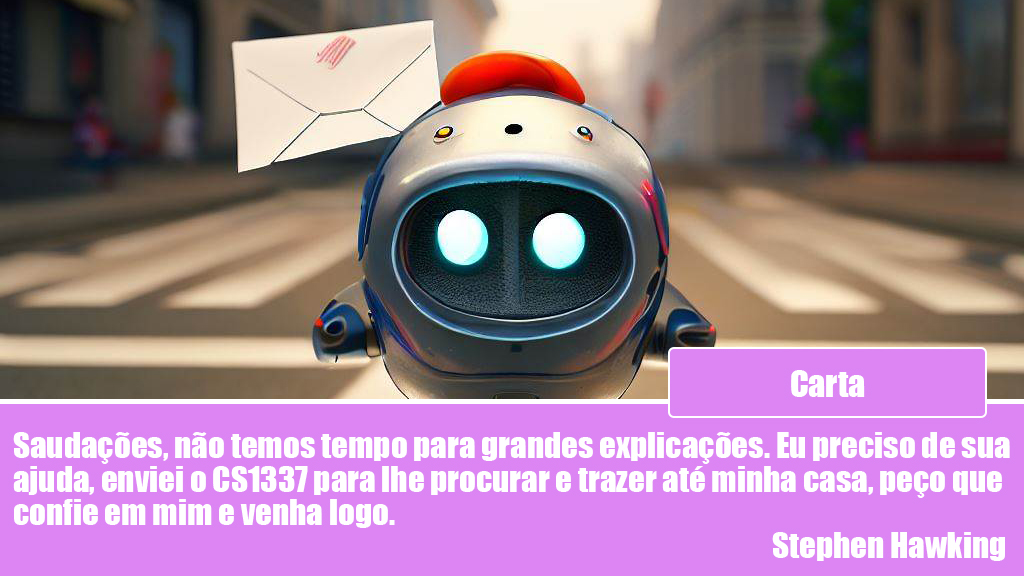 Carta
Saudações, não temos tempo para grandes explicações. Eu preciso de sua
ajuda, enviei o CS1337 para lhe procurar e trazer até minha casa, peço que
confie em mim e venha logo.
Stephen Hawking